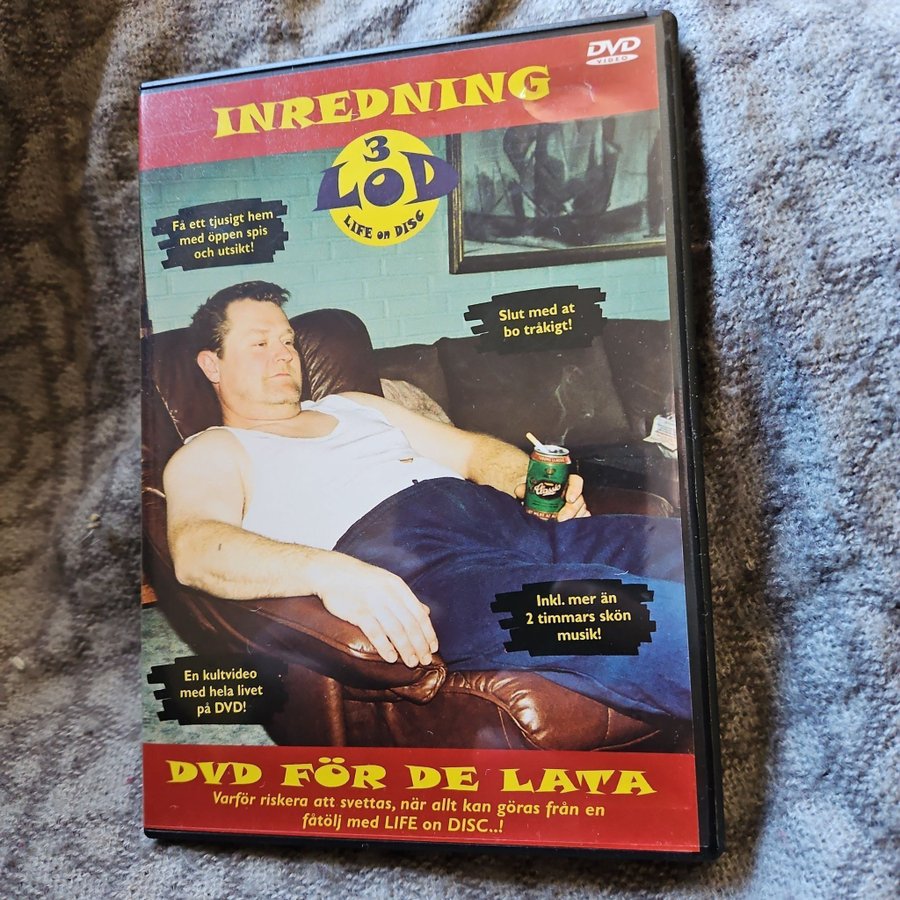 DVD
VIDEO
INREDNING
3
LOD
LIFE on DISC
Få ett tjusigt hem
med öppen spis
och utsikt!
Slut med at
bo tråkigt!
Inkl. mer än
2 timmars skön
musik!
En kultvideo
med hela livet
på DVD!
DVD FÖR DE LATA
Varför riskera att svettas, när allt kan göras från en
fåtölj med LIFE on DISC..!